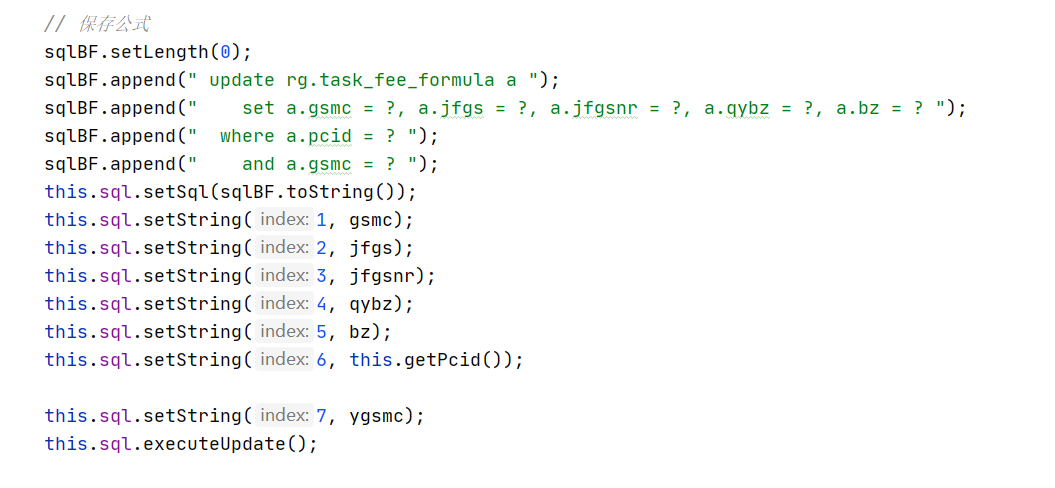 // 保存公式
sqlBF.setLength(0);
sqlBF.append(" update rg.task_fee_formula a ");
sqlBF.append("    set a.gsmc = ?, a.jfgs = ?, a.jfgsnr = ?, a.qybz = ?, a.bz = ? ");
sqlBF.append("  where a.pcid = ? ");
sqlBF.append("    and a.gsmc = ? ");
this.sql.setSql(sqlBF.toString());
this.sql.setString( index: 1, gsmc);
this.sql.setString( index: 2, jfgs);
this.sql.setString( index: 3, jfgsnr);
this.sql.setString( index: 4, qybz);
this.sql.setString( index: 5, bz);
this.sql.setString( index: 6, this.getPcid());
this.sql.setString( index: 7, ygsmc);
this.sql.executeUpdate();